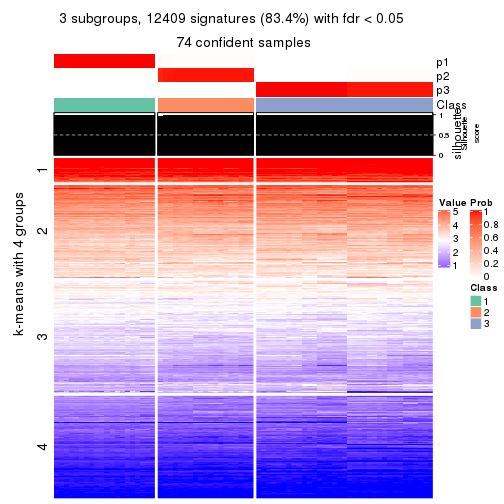 3 subgroups, 12409 signatures (83.4%) with fdr < 0.05
74 confident samples
p1
p2
p3
Class
silhouette
1
0.5
0
Silhouette
score
k-means with 4 groups
1
2
3
4
Value
5
4
3
2
1
Prob
1
0.8
0.6
0.4
0.2
0
Class
1
2
3